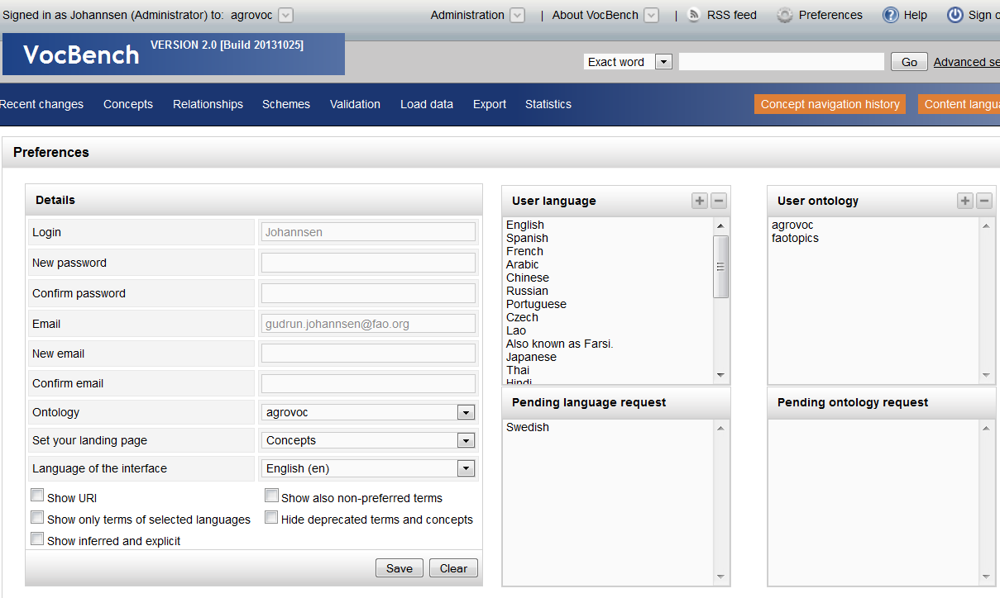 Signed in as Johannsen (Administrator) to: agrovoc
Administration | About VocBench | RSS feed Preferences Help Sign o
VocBench VERSION 2.0 [Build 20131025]
Exact word Go Advanced se
Recent changes Concepts Relationships Schemes Validation Load data Export Statistics Concept navigation history Content langua
Preferences
Details
Login Johannsen
New password
Confirm password
Email gudrun.johannsen@fao.org
New email
Confirm email
Ontology agrovoc
Set your landing page Concepts
Language of the interface English (en)
Show URI Show also non-preferred terms
Show only terms of selected languages Hide deprecated terms and concepts
Show inferred and explicit
Save Clear
User language
English
Spanish
French
Arabic
Chinese
Russian
Portuguese
Czech
Lao
Also known as Farsi.
Japanese
Thai
Hindi
Pending language request
Swedish
User ontology
agrovoc
faotopics
Pending ontology request